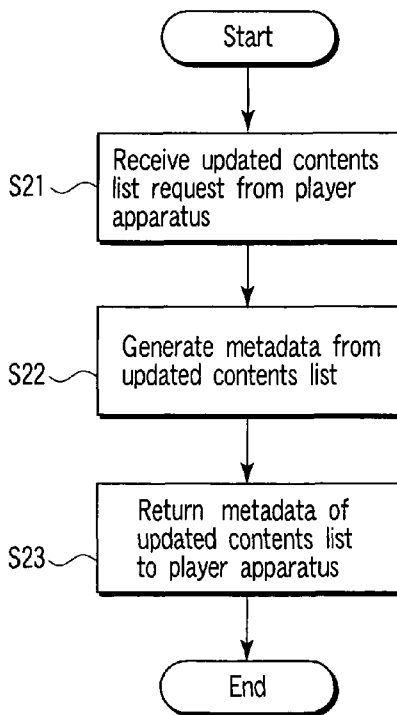 Start
S21
Receive updated contents
list request from player
apparatus
S22
Generate metadata from
updated contents list
S23
Return metadata of
updated contents list
to player apparatus
End